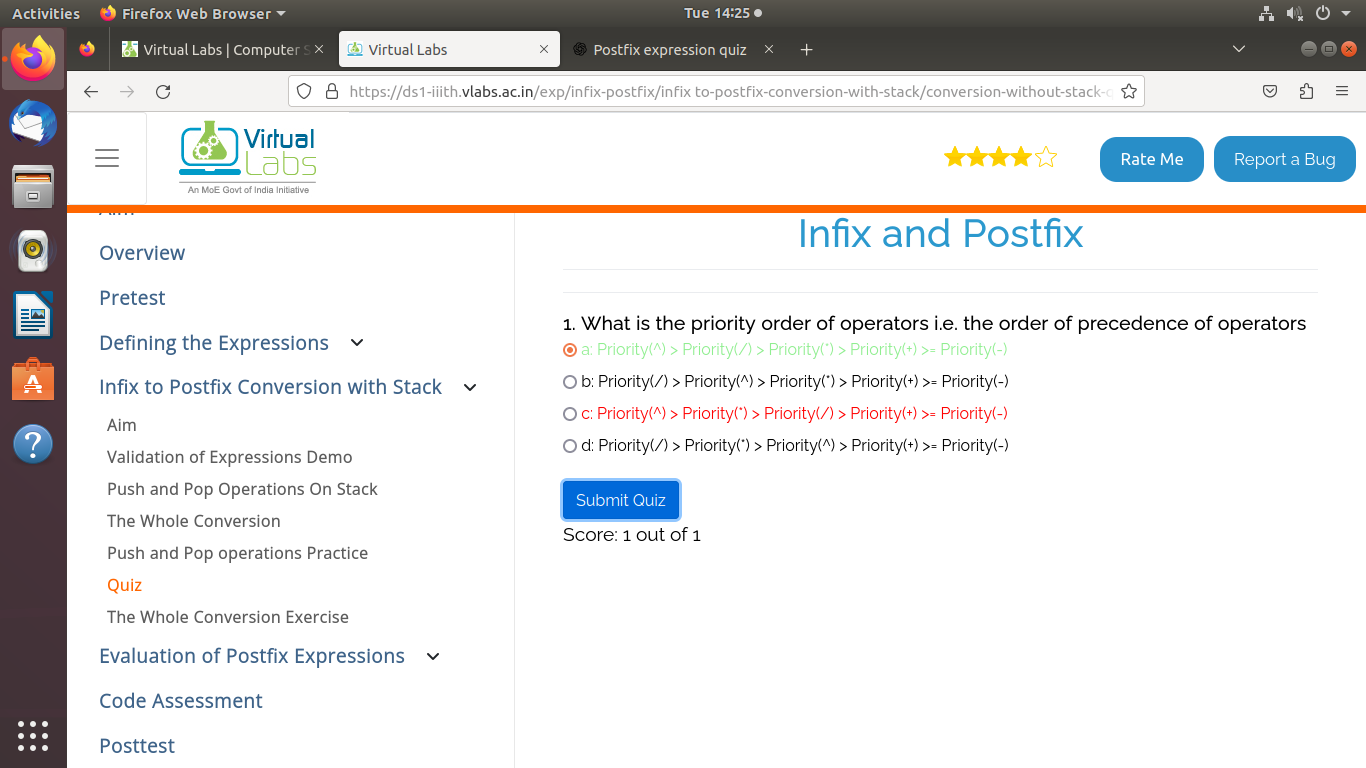 Activities Firefox Web Browser Tue 14:25
Virtual Labs | Computer S Virtual Labs Postfix expression quiz
https://ds1-iiith.vlabs.ac.in/exp/infix-postfix/infix to-postfix-conversion-with-stack/conversion-without-stack-q
Virtual
Labs
An MoE Govt of India Initiative
Rate Me Report a Bug
Aim
Overview
Pretest
Defining the Expressions
Infix to Postfix Conversion with Stack
Aim
Validation of Expressions Demo
Push and Pop Operations On Stack
The Whole Conversion
Push and Pop operations Practice
Quiz
The Whole Conversion Exercise
Evaluation of Postfix Expressions
Code Assessment
Posttest
Infix and Postfix
1. What is the priority order of operators i.e. the order of precedence of operators
a: Priority(^) > Priority(/) > Priority(*) > Priority(+) >= Priority(-)
b: Priority(/) > Priority(^) > Priority(*) > Priority(+) >= Priority(-)
c: Priority(^) > Priority(*) > Priority(/) > Priority(+) >= Priority(-)
d: Priority(/) > Priority(*) > Priority(^) > Priority(+) >= Priority(-)
Submit Quiz
Score: 1 out of 1